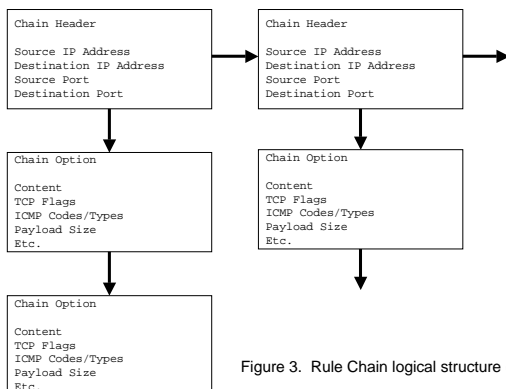 Chain Header
Source IP Address
Destination IP Address
Source Port
Destination Port
Chain Header
Source IP Address
Destination IP Address
Source Port
Destination Port
Chain Option
Content
TCP Flags
ICMP Codes/Types
Payload Size
Etc.
Chain Option
Content
TCP Flags
ICMP Codes/Types
Payload Size
Etc.
Chain Option
Content
TCP Flags
ICMP Codes/Types
Payload Size
Etc.
Figure 3. Rule Chain logical structure